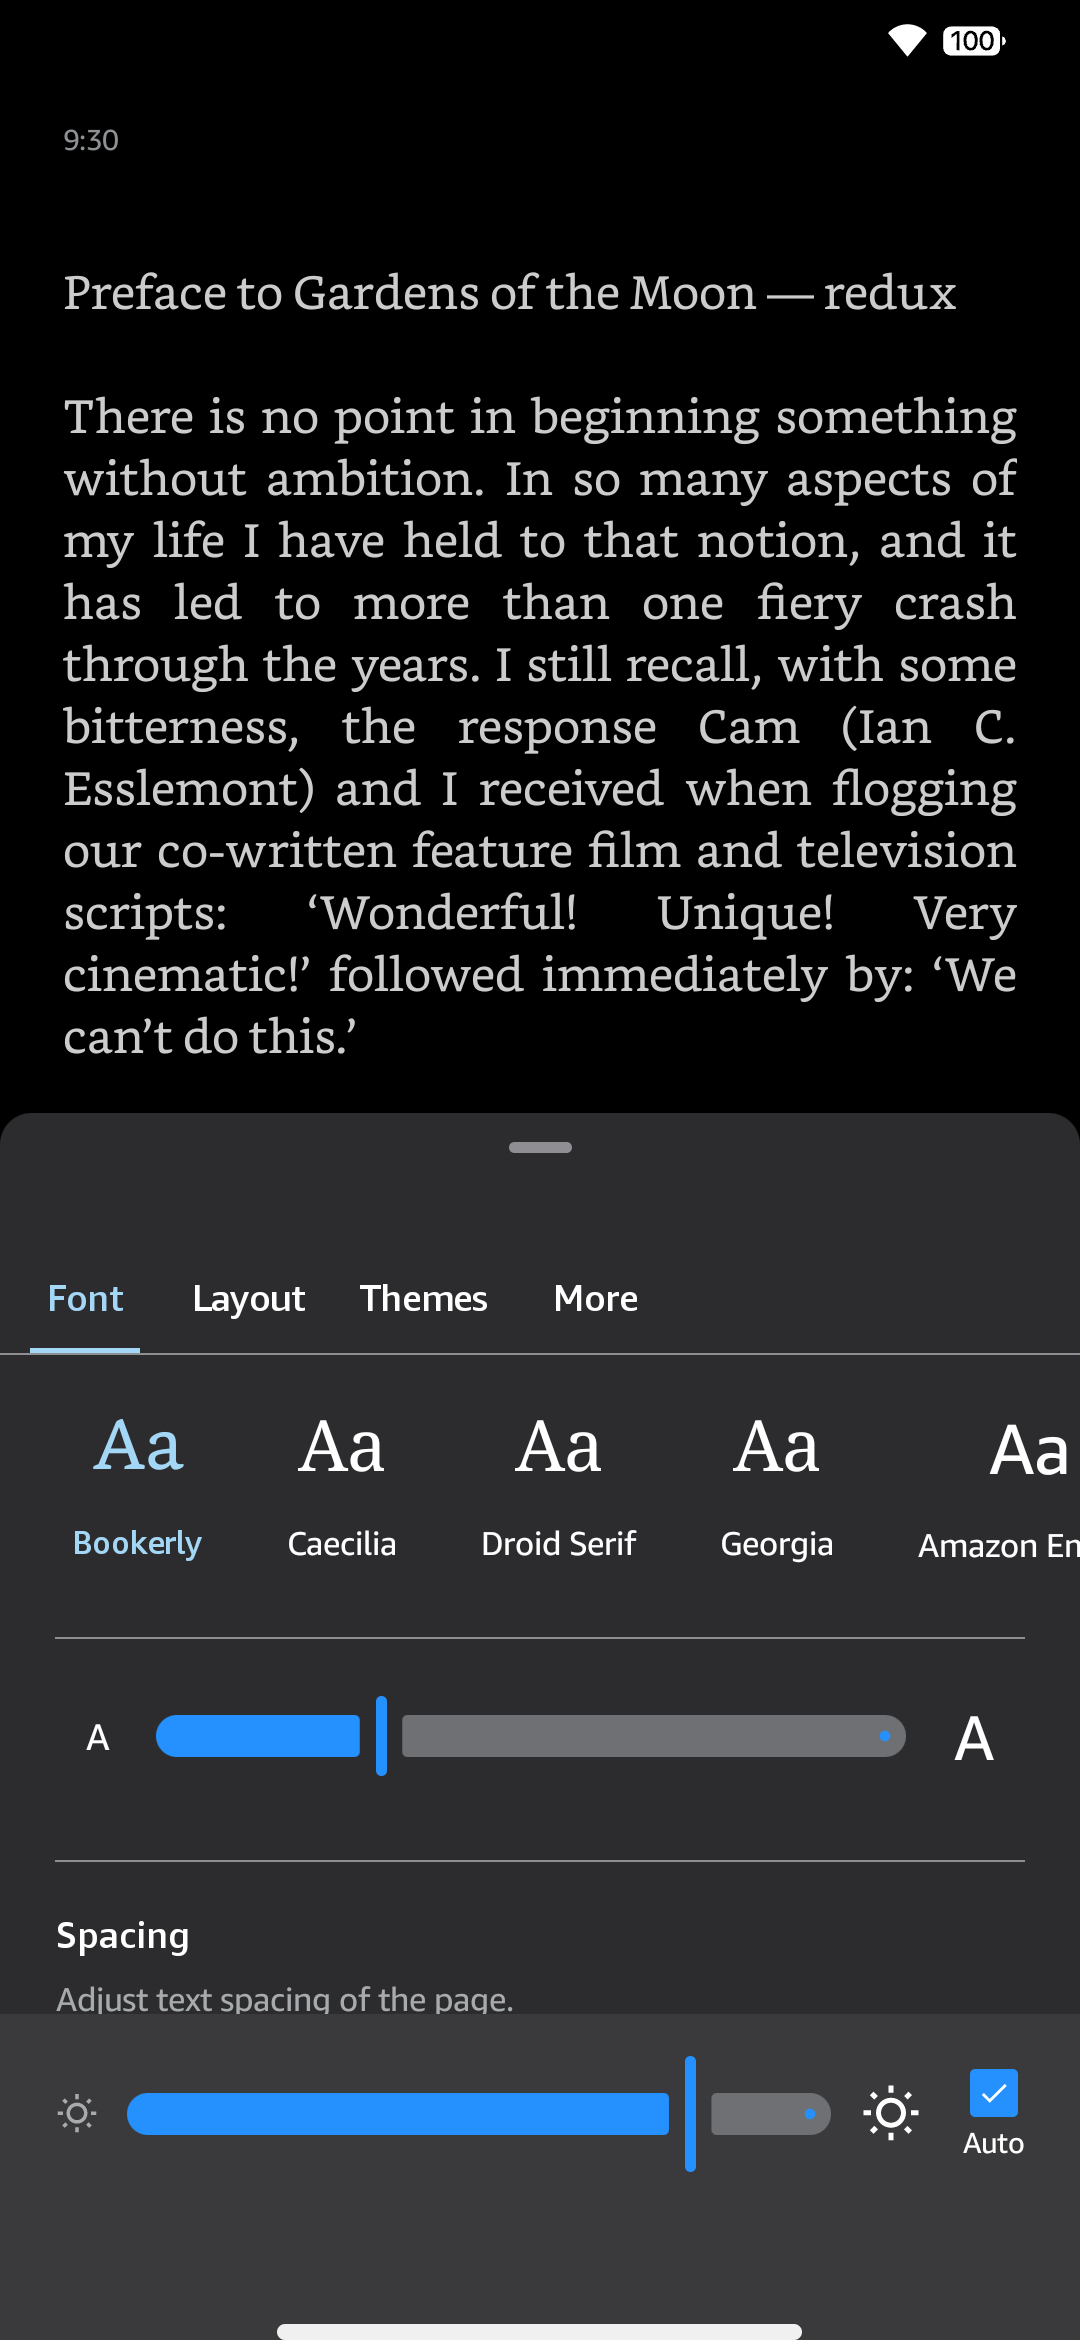 100
9:30
Preface to Gardens of the Moon — redux
There is no point in beginning something
without ambition. In so many aspects of
my life I have held to that notion, and it
has led to more than one fiery crash
through the years. I still recall, with some
bitterness, the response Cam (Ian C.
Esslemont) and I received when flogging
our co-written feature film and television
scripts: ‘Wonderful! Unique! Very
cinematic!’ followed immediately by: ‘We
can’t do this.’
Font Layout Themes More
Aa Aa Aa Aa Aa
Bookerly Caecilia Droid Serif Georgia Amazon Em
A A
Spacing
Adjust text spacing of the page.
Auto